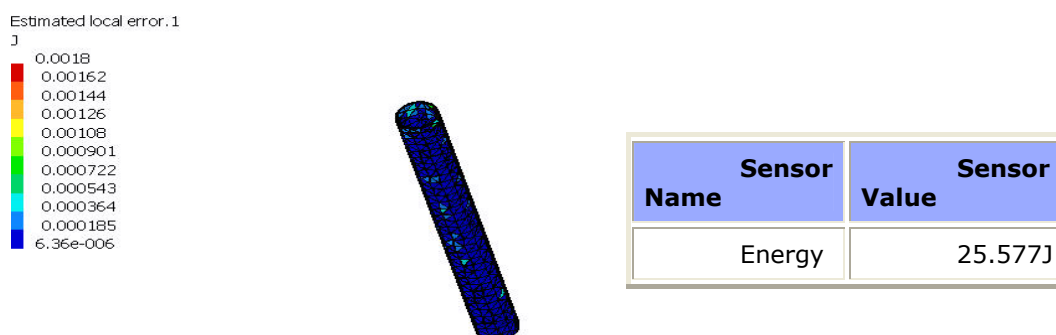 Estimated local error.1
J
0.0018
0.00162
0.00144
0.00126
0.00108
0.000901
0.000722
0.000543
0.000364
0.000185
6.36e-006
Sensor Name
Sensor Value
Energy
25.577J